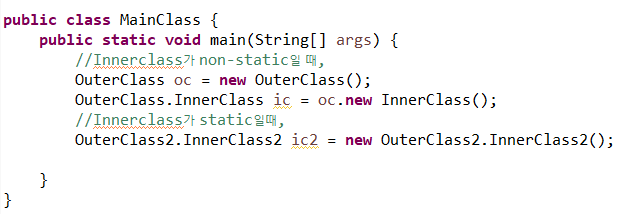 public class MainClass {
public static void main(String[] args) {
//Innerclass가 non-static일 때,
OuterClass oc = new OuterClass();
OuterClass.InnerClass ic = oc.new InnerClass();
//Innerclass가 static일때,
OuterClass2.InnerClass2 ic2 = new OuterClass2.InnerClass2();
}
}